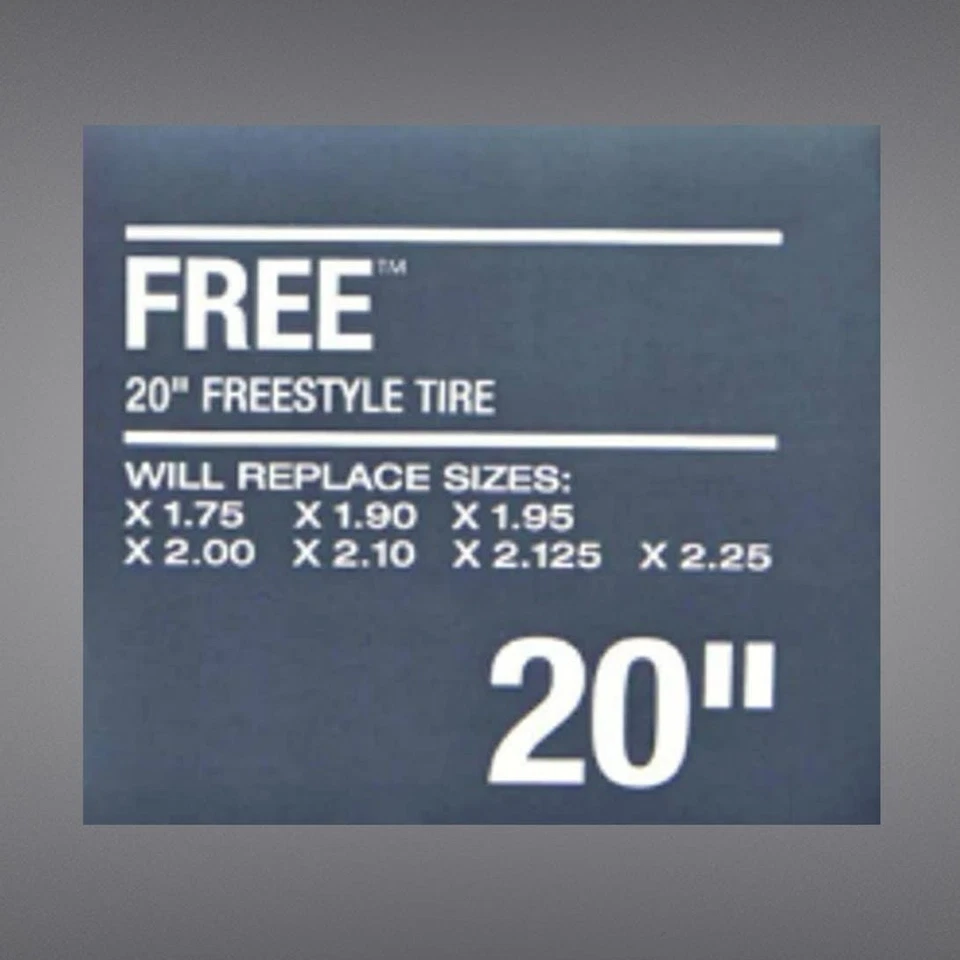 FREE™
20" FREESTYLE TIRE
WILL REPLACE SIZES:
X 1.75 X 1.90 X 1.95
X 2.00 X 2.10 X 2.125 X 2.25
20"